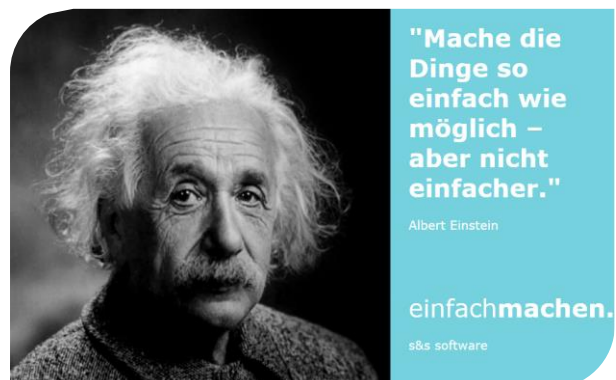 "Mache die
Dinge so
einfach wie
möglich –
aber nicht
einfacher."
Albert Einstein
einfachmachen.
s&s software